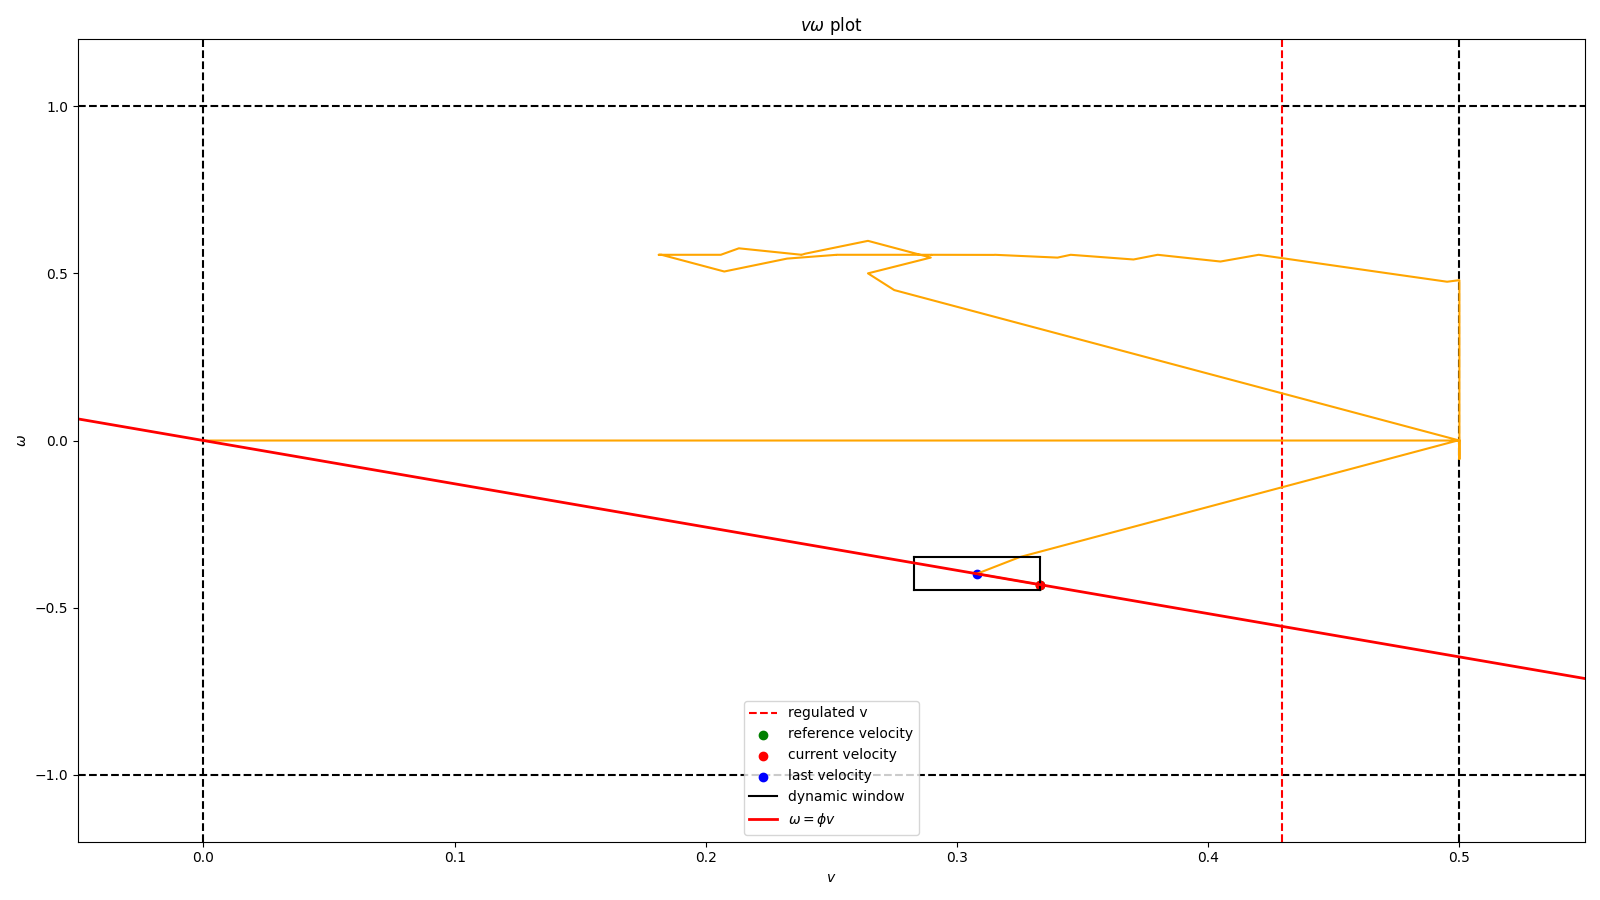 vω plot
1.0
0.5
0.0
−0.5
−1.0
ω
regulated v
reference velocity
current velocity
last velocity
dynamic window
ω = ϕv
0.0 0.1 0.2 0.3 0.4 0.5
v